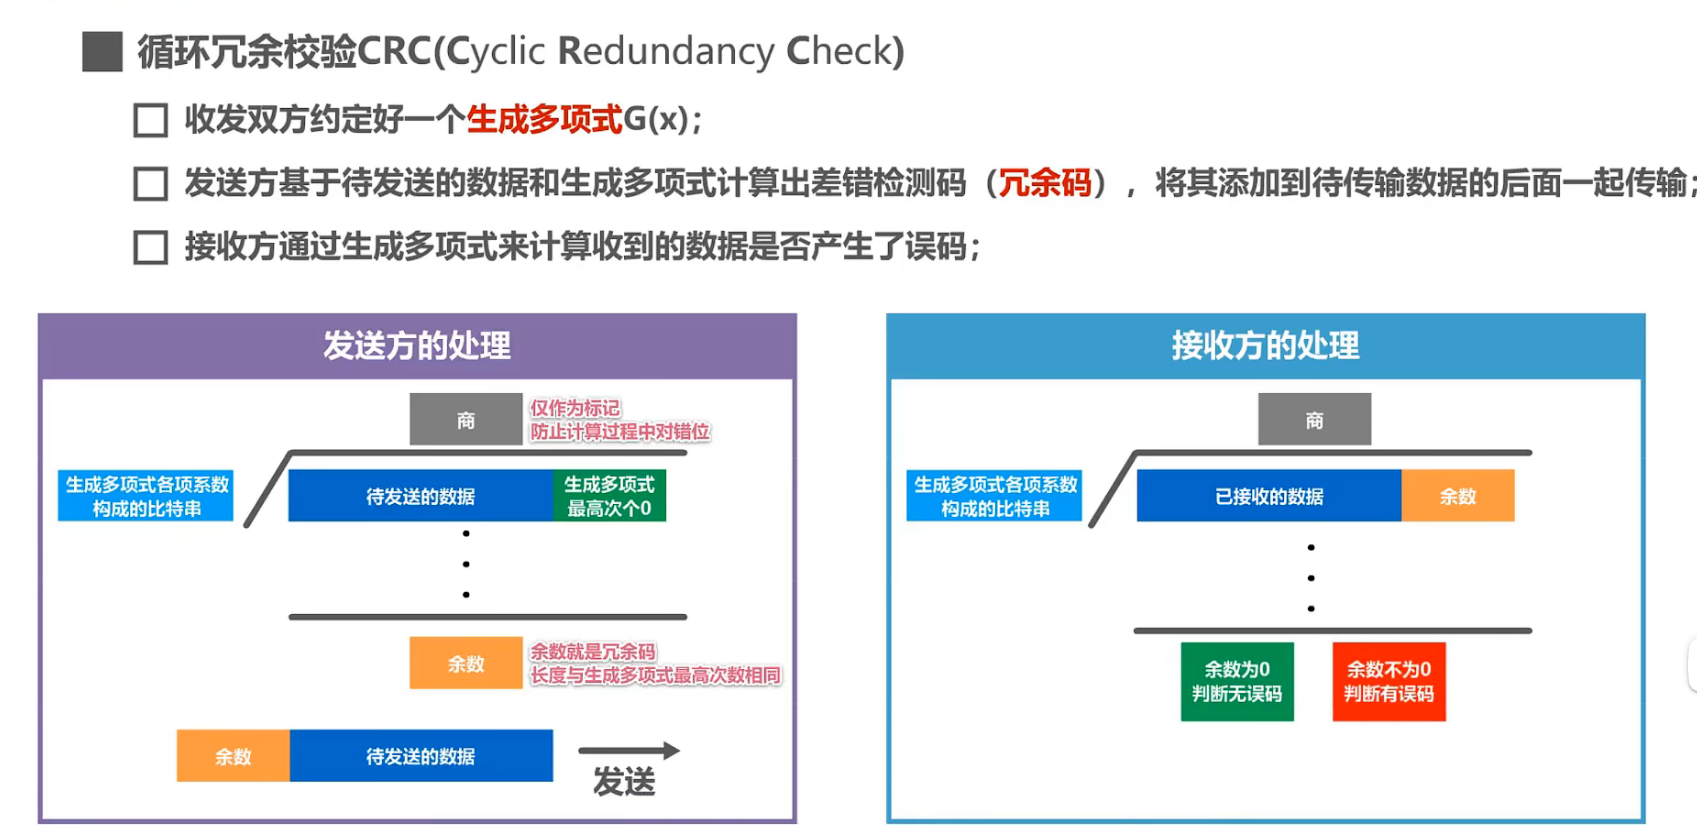 循环冗余校验CRC(Cyclic Redundancy Check)
收发双方约定好一个生成多项式G(x);
发送方基于待发送的数据和生成多项式计算出差错检测码（冗余码），将其添加到待传输数据的后面一起传输;
接收方通过生成多项式来计算收到的数据是否产生了误码;
发送方的处理
商
仅作为标记
防止计算过程中对错位
生成多项式各项系数
构成的比特串
待发送的数据
生成多项式
最高次个0
余数
余数就是冗余码
长度与生成多项式最高次数相同
余数
待发送的数据
发送
接收方的处理
商
生成多项式各项系数
构成的比特串
已接收的数据
余数
余数为0
判断无误码
余数不为0
判断有误码